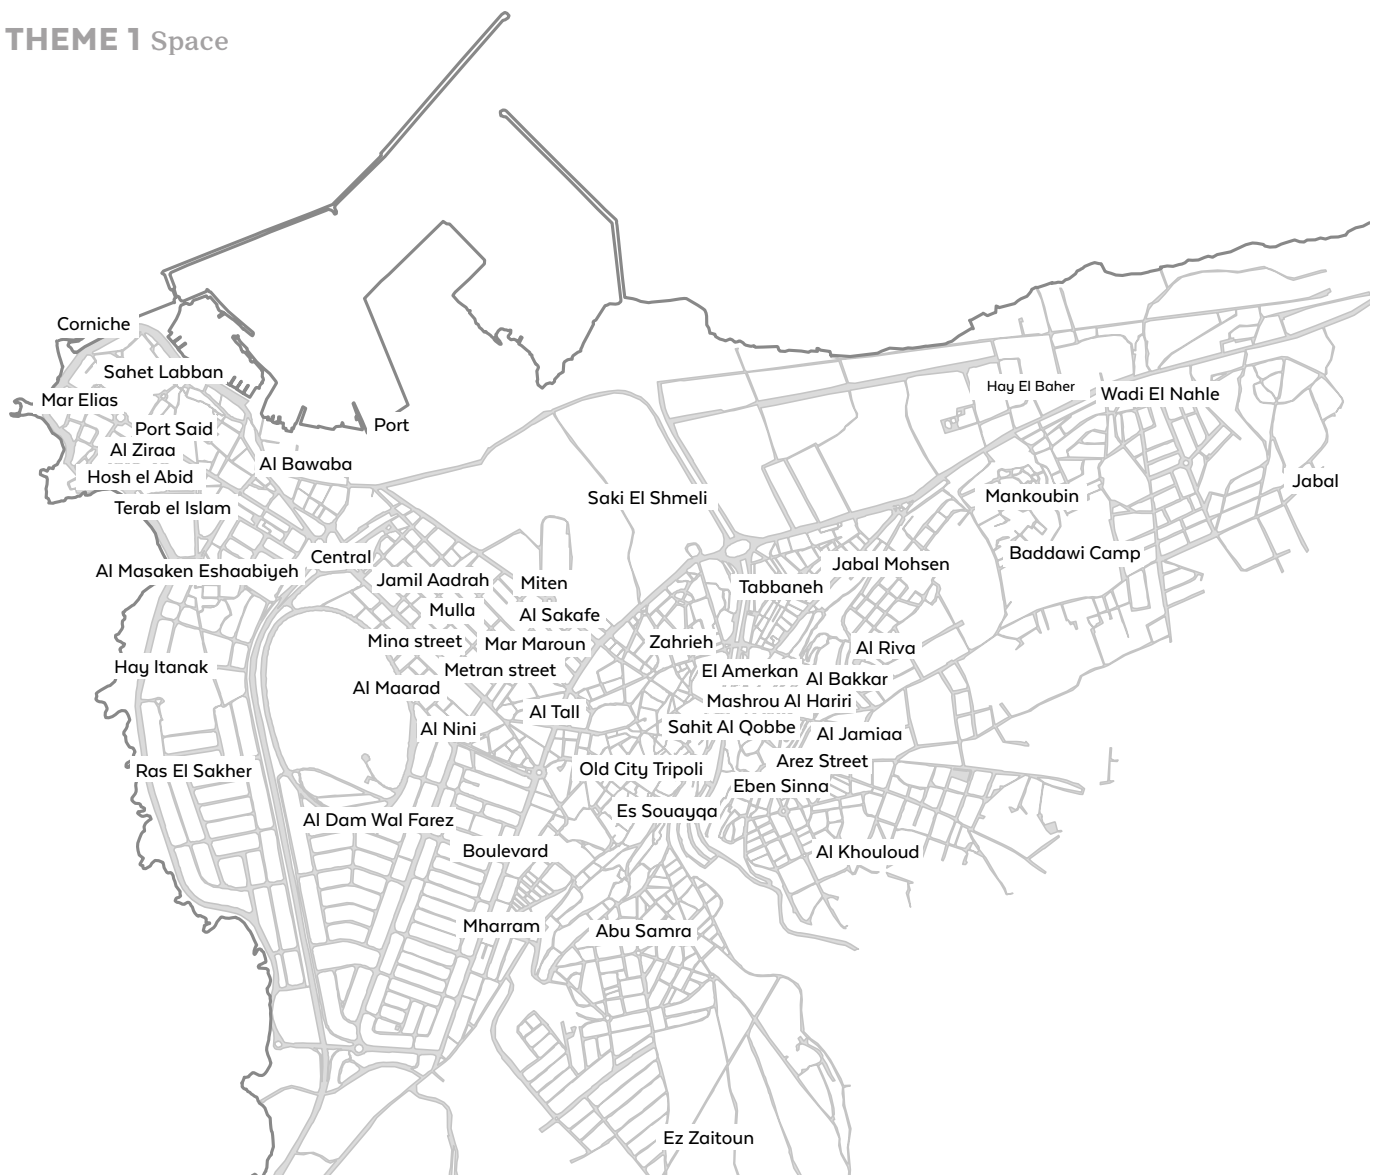 THEME 1 Space
Corniche
Sahet Labban
Hay El Baher
Wadi El Nahle
Mar Elias
Port
Port Said
Al Ziraa
Al Bawaba
Hosh el Abid
Jabal
Mankoubin
Saki El Shmeli
Terab el Islam
Baddawi Camp
Central
Jabal Mohsen
Al Masaken Eshaabiyeh
Jamil Aadrah
Miten
Tabbaneh
Mulla
Al Sakafe
Mina street
Mar Maroun
Zahrieh
Al Riva
Hay Itanak
Metran street
El Amerkan
Al Bakkar
Al Maarad
Mashrou Al Hariri
Al Tall
Al Nini
Sahit Al Qobbe
Al Jamiaa
Arez Street
Ras El Sakher
Old City Tripoli
Eben Sinna
Es Souayqa
Al Dam Wal Farez
Boulevard
Al Khouloud
Mharram
Abu Samra
Ez Zaitoun